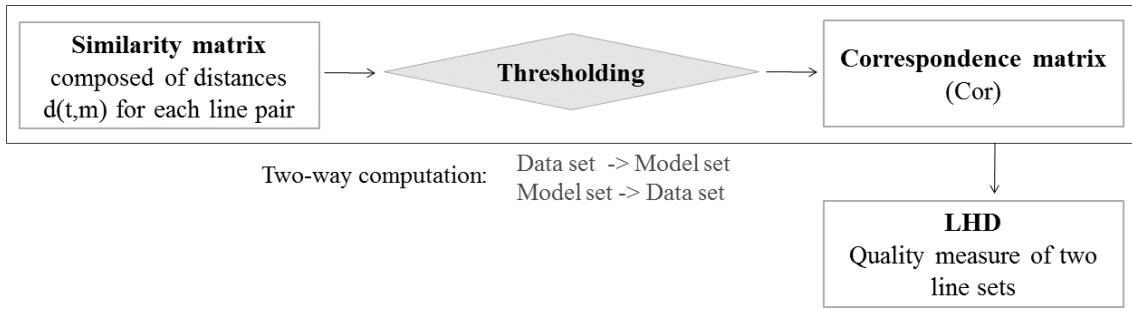 Similarity matrix
composed of distances
d(t,m) for each line pair
Thresholding
Correspondence matrix
(Cor)
Two-way computation:
Data set -> Model set
Model set -> Data set
LHD
Quality measure of two
line sets